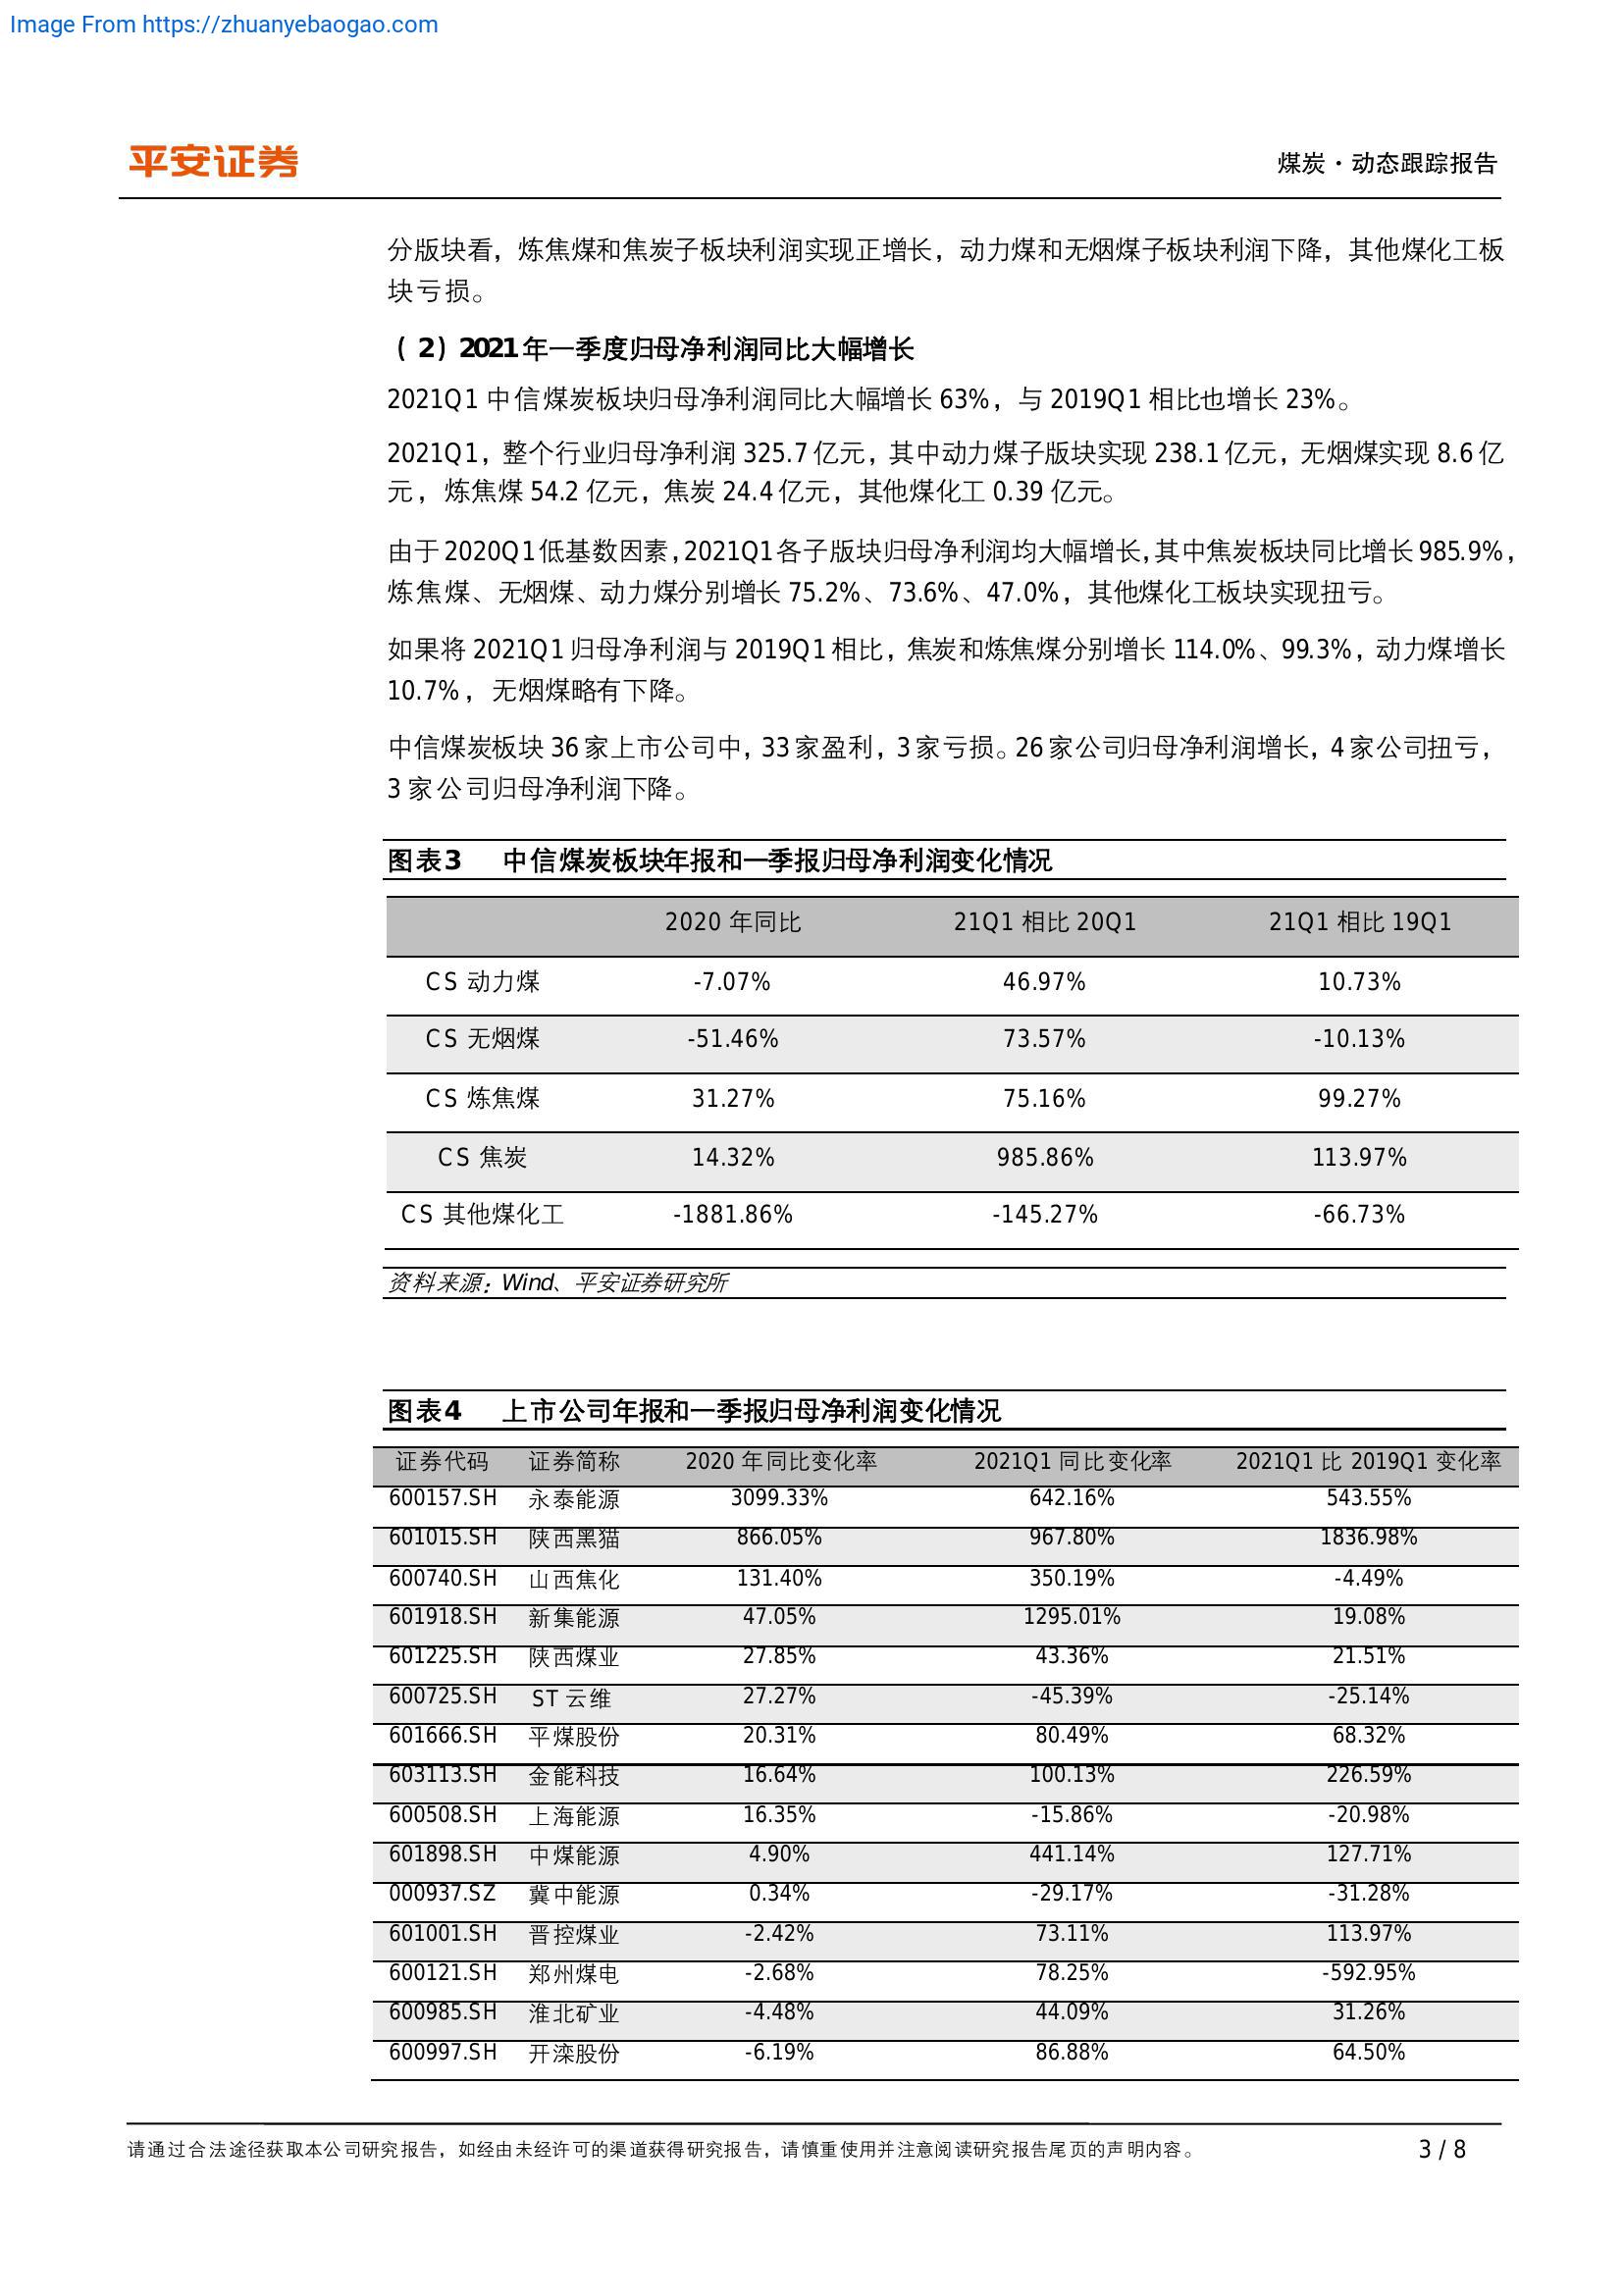 Image From https://zhuanyebaogao.com
平安证券
煤炭·动态跟踪报告
分版块看，炼焦煤和焦炭子板块利润实现正增长，动力煤和无烟煤子板块利润下降，其他煤化工板
块亏损。
（2）2021年一季度归母净利润同比大幅增长
2021Q1 中信煤炭板块归母净利润同比大幅增长 63%，与 2019Q1 相比也增长 23%。
2021Q1，整个行业归母净利润 325.7 亿元，其中动力煤子版块实现 238.1 亿元，无烟煤实现 8.6 亿
元，炼焦煤 54.2 亿元，焦炭 24.4 亿元，其他煤化工 0.39 亿元。
由于 2020Q1 低基数因素，2021Q1 各子版块归母净利润均大幅增长，其中焦炭板块同比增长 985.9%，
炼焦煤、无烟煤、动力煤分别增长 75.2%、73.6%、47.0%，其他煤化工板块实现扭亏。
如果将 2021Q1 归母净利润与 2019Q1 相比，焦炭和炼焦煤分别增长 114.0%、99.3%，动力煤增长
10.7%，无烟煤略有下降。
中信煤炭板块 36 家上市公司中，33 家盈利，3 家亏损。26 家公司归母净利润增长，4 家公司扭亏，
3 家公司归母净利润下降。
图表3 中信煤炭板块年报和一季报归母净利润变化情况
2020 年同比 21Q1 相比 20Q1 21Q1 相比 19Q1
CS 动力煤 -7.07% 46.97% 10.73%
CS 无烟煤 -51.46% 73.57% -10.13%
CS 炼焦煤 31.27% 75.16% 99.27%
CS 焦炭 14.32% 985.86% 113.97%
CS 其他煤化工 -1881.86% -145.27% -66.73%
资料来源：Wind、平安证券研究所
图表4 上市公司年报和一季报归母净利润变化情况
证券代码 证券简称 2020 年同比变化率 2021Q1 同比变化率 2021Q1 比 2019Q1 变化率
600157.SH 永泰能源 3099.33% 642.16% 543.55%
601015.SH 陕西黑猫 866.05% 967.80% 1836.98%
600740.SH 山西焦化 131.40% 350.19% -4.49%
601918.SH 新集能源 47.05% 1295.01% 19.08%
601225.SH 陕西煤业 27.85% 43.36% 21.51%
600725.SH ST 云维 27.27% -45.39% -25.14%
601666.SH 平煤股份 20.31% 80.49% 68.32%
603113.SH 金能科技 16.64% 100.13% 226.59%
600508.SH 上海能源 16.35% -15.86% -20.98%
601898.SH 中煤能源 4.90% 441.14% 127.71%
000937.SZ 冀中能源 0.34% -29.17% -31.28%
601001.SH 晋控煤业 -2.42% 73.11% 113.97%
600121.SH 郑州煤电 -2.68% 78.25% -592.95%
600985.SH 淮北矿业 -4.48% 44.09% 31.26%
600997.SH 开滦股份 -6.19% 86.88% 64.50%
请通过合法途径获取本公司研究报告，如经由未经许可的渠道获得研究报告，请慎重使用并注意阅读研究报告尾页的声明内容。
3 / 8